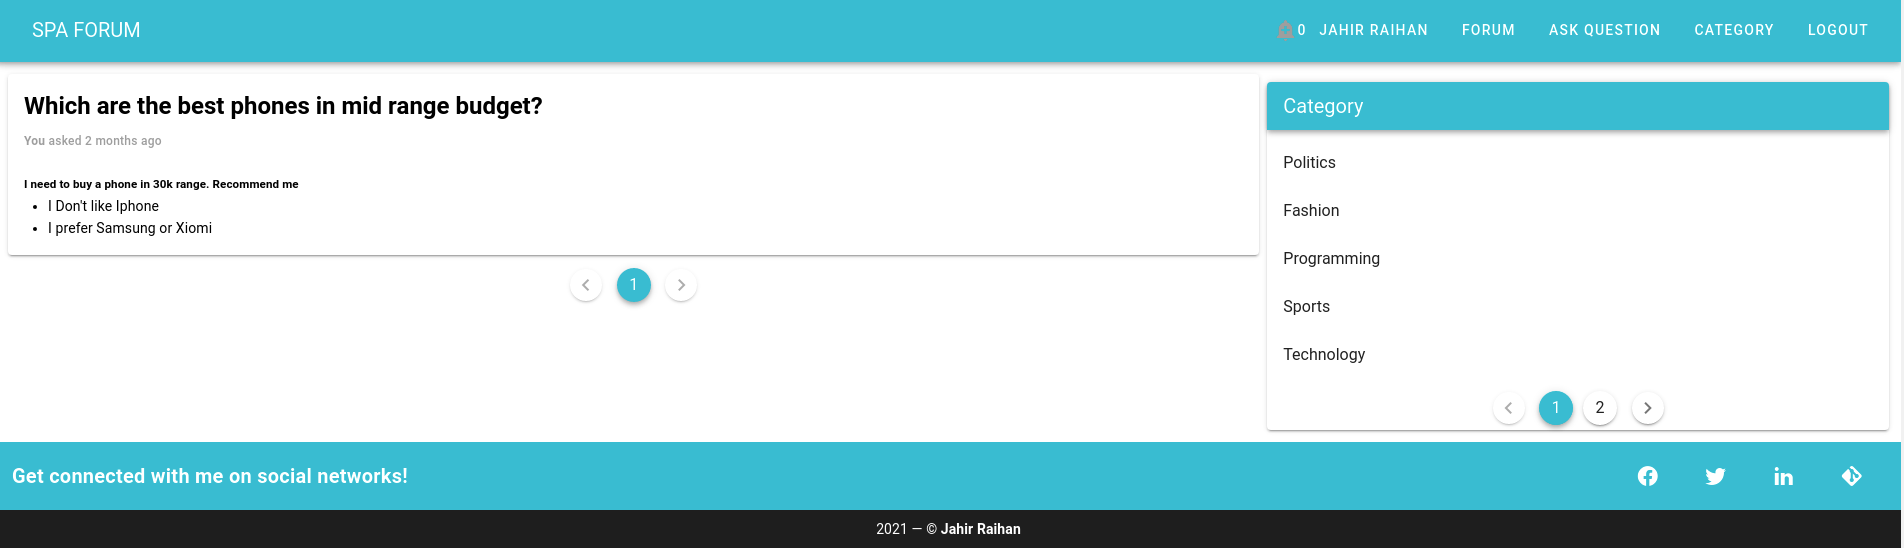 SPA FORUM
0 JAHIR RAIHAN FORUM ASK QUESTION CATEGORY LOGOUT
Which are the best phones in mid range budget?
You asked 2 months ago
I need to buy a phone in 30k range. Recommend me
• I Don't like Iphone
• I prefer Samsung or Xiomi
1
Category
Politics
Fashion
Programming
Sports
Technology
1 2
Get connected with me on social networks!
2021 — © Jahir Raihan